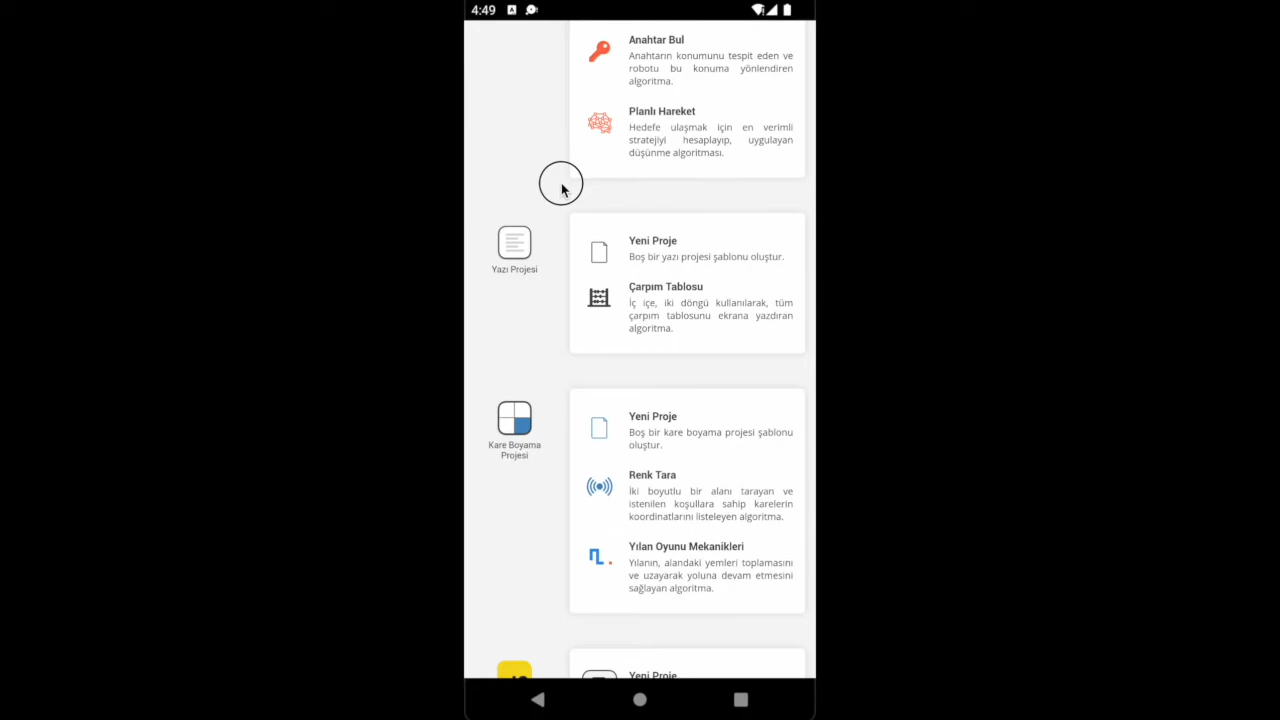 4:49
Anahtar Bul
Anahtarın konumunu tespit eden ve
robotu bu konuma yönlendiren
algoritma.
Planlı Hareket
Hedefe ulaşmak için en verimli
stratejiyi hesaplayıp, uygulayan
düşünme algoritması.
Yazı Projesi
Yeni Proje
Boş bir yazı projesi şablonu oluştur.
Çarpım Tablosu
İç içe, iki döngü kullanılarak, tüm
çarpım tablosunu ekrana yazdıran
algoritma.
Kare Boyama
Projesi
Yeni Proje
Boş bir kare boyama projesi şablonu
oluştur.
Renk Tara
İki boyutlu bir alanı tarayan ve
istenilen koşullara sahip karelerin
koordinatlarını listeleyen algoritma.
Yılan Oyunu Mekanikleri
Yılanın, alandaki yemleri toplamasını
ve uzayarak yoluna devam etmesini
sağlayan algoritma.
Yeni Proje